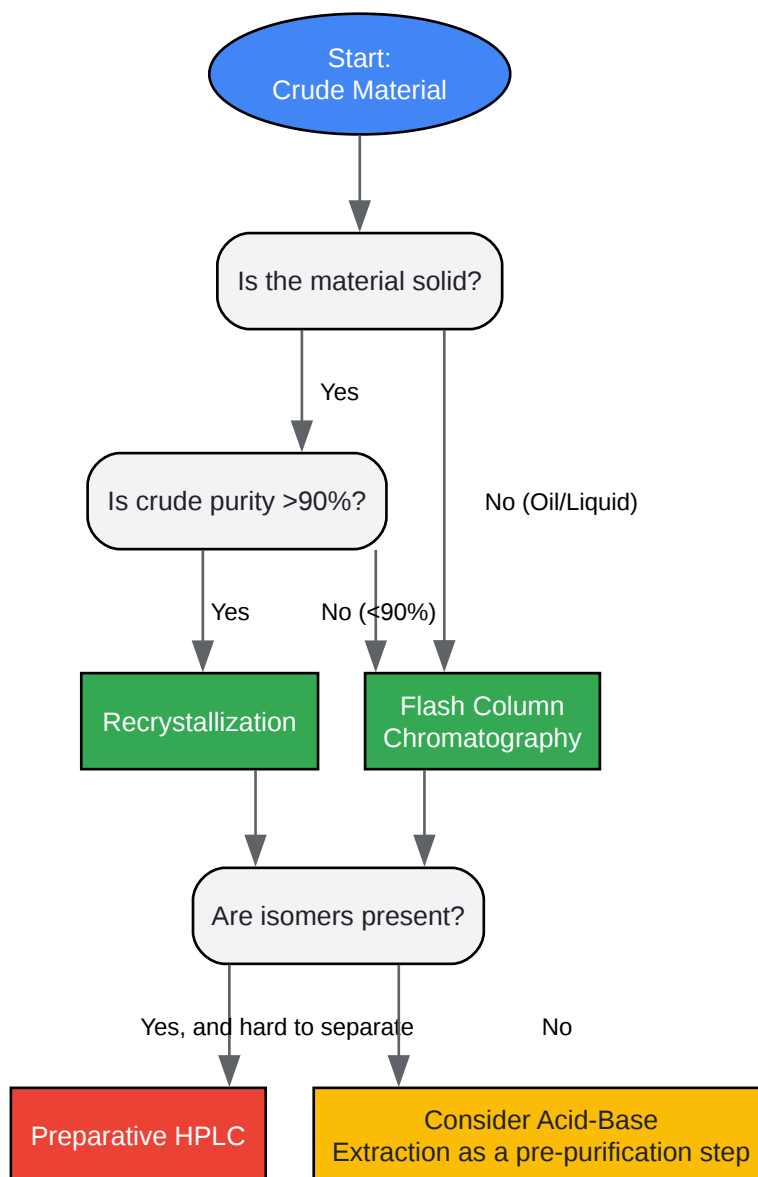 Start:
Crude Material
Is the material solid?
Yes
Is crude purity >90%?
No (Oil/Liquid)
Yes
No (<90%)
Recrystallization
Flash Column
Chromatography
Are isomers present?
Yes, and hard to separate
No
Preparative HPLC
Consider Acid-Base
Extraction as a pre-purification step